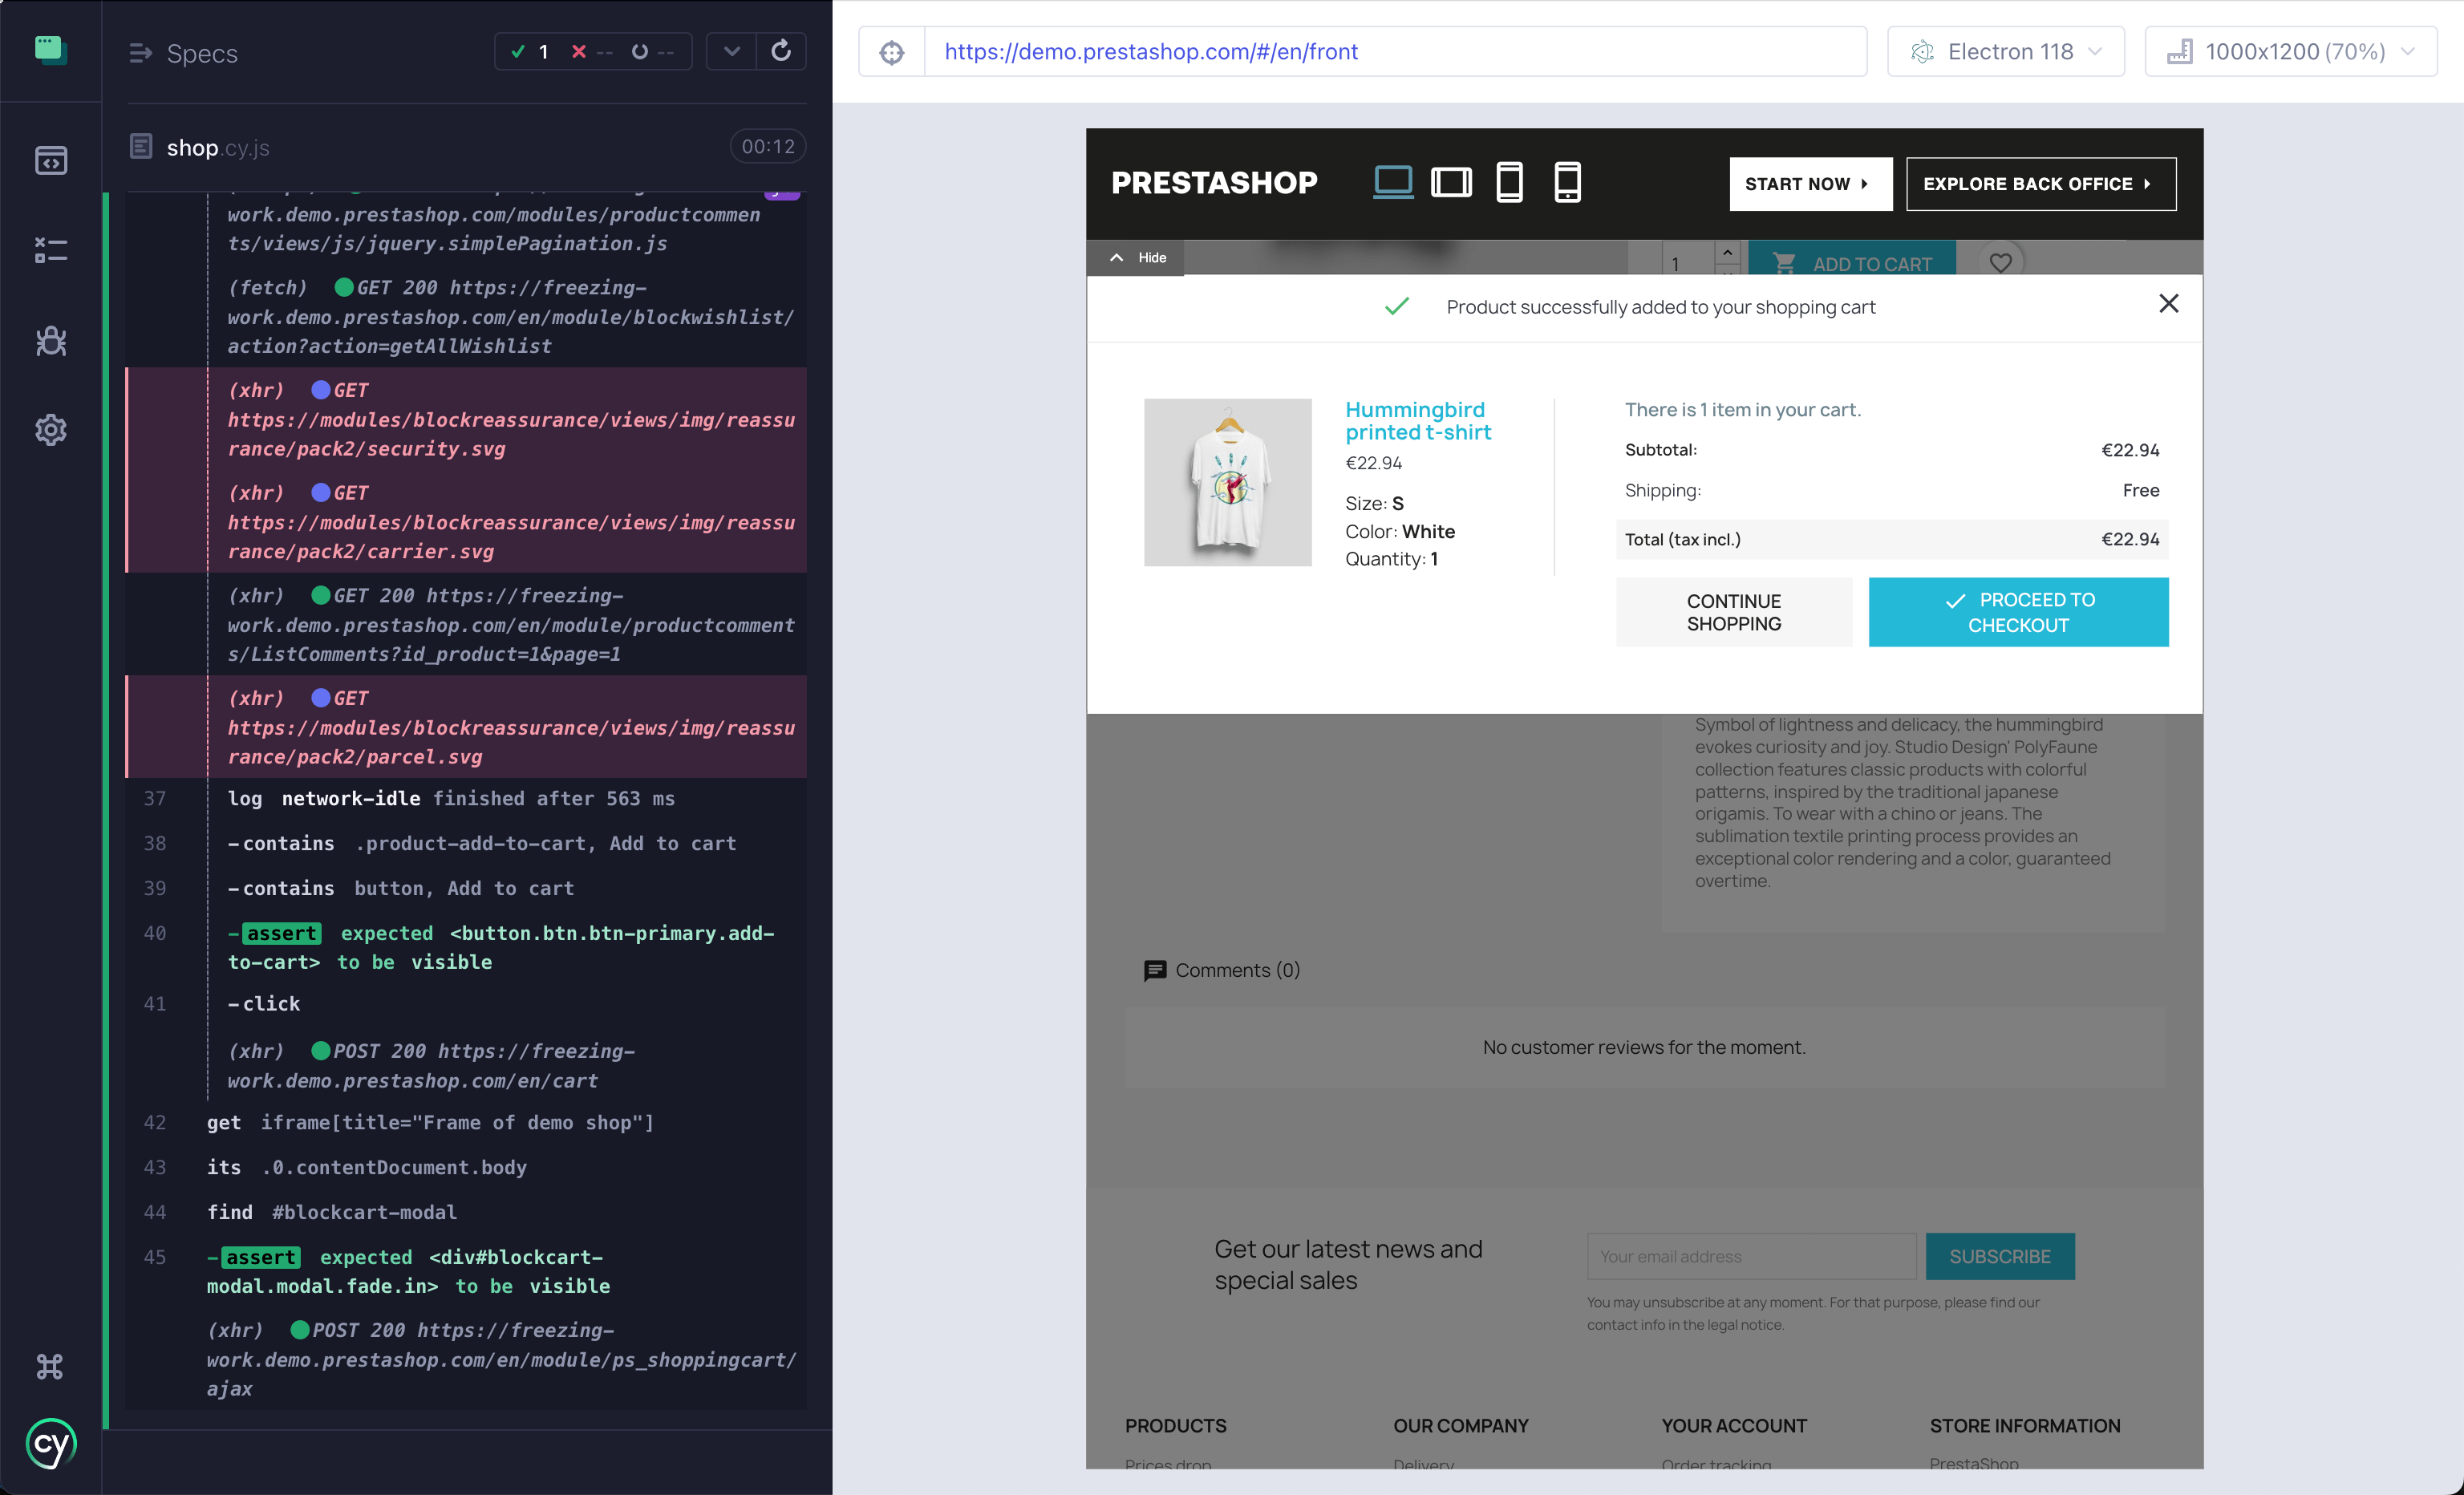 Specs
1 -- --
shop.cy.js
00:12
work.demo.prestashop.com/modules/productcommen
ts/views/js/jquery.simplePagination.js
(fetch) GET 200 https://freezing-
work.demo.prestashop.com/en/module/blockwishlist/
action?action=getAllWishlist
(xhr) GET
https://modules/blockreassurance/views/img/reassu
rance/pack2/security.svg
(xhr) GET
https://modules/blockreassurance/views/img/reassu
rance/pack2/carrier.svg
(xhr) GET 200 https://freezing-
work.demo.prestashop.com/en/module/productcomment
s/ListComments?id_product=1&page=1
(xhr) GET
https://modules/blockreassurance/views/img/reassu
rance/pack2/parcel.svg
37 log network-idle finished after 563 ms
38 -contains .product-add-to-cart, Add to cart
39 -contains button, Add to cart
40 -assert expected <button.btn.btn-primary.add-
to-cart> to be visible
41 -click
(xhr) POST 200 https://freezing-
work.demo.prestashop.com/en/cart
42 get iframe[title="Frame of demo shop"]
43 its .0.contentDocument.body
44 find #blockcart-modal
45 -assert expected <div#blockcart-
modal.modal.fade.in> to be visible
(xhr) POST 200 https://freezing-
work.demo.prestashop.com/en/module/ps_shoppingcart/
ajax
cy
https://demo.prestashop.com/#/en/front
Electron 118
1000x1200 (70%)
PRESTASHOP
START NOW
EXPLORE BACK OFFICE
Hide
1
ADD TO CART
Product successfully added to your shopping cart
Hummingbird
printed t-shirt
€22.94
Size: S
Color: White
Quantity: 1
There is 1 item in your cart.
Subtotal: €22.94
Shipping: Free
Total (tax incl.) €22.94
CONTINUE
SHOPPING
PROCEED TO
CHECKOUT
Symbol of lightness and delicacy, the hummingbird
evokes curiosity and joy. Studio Design' PolyFaune
collection features classic products with colorful
patterns, inspired by the traditional japanese
origamis. To wear with a chino or jeans. The
sublimation textile printing process provides an
exceptional color rendering and a color, guaranteed
overtime.
Comments (0)
No customer reviews for the moment.
Get our latest news and
special sales
Your email address
SUBSCRIBE
You may unsubscribe at any moment. For that purpose, please find our
contact info in the legal notice.
PRODUCTS
OUR COMPANY
YOUR ACCOUNT
STORE INFORMATION
Prices drop
Delivery
Order tracking
PrestaShop